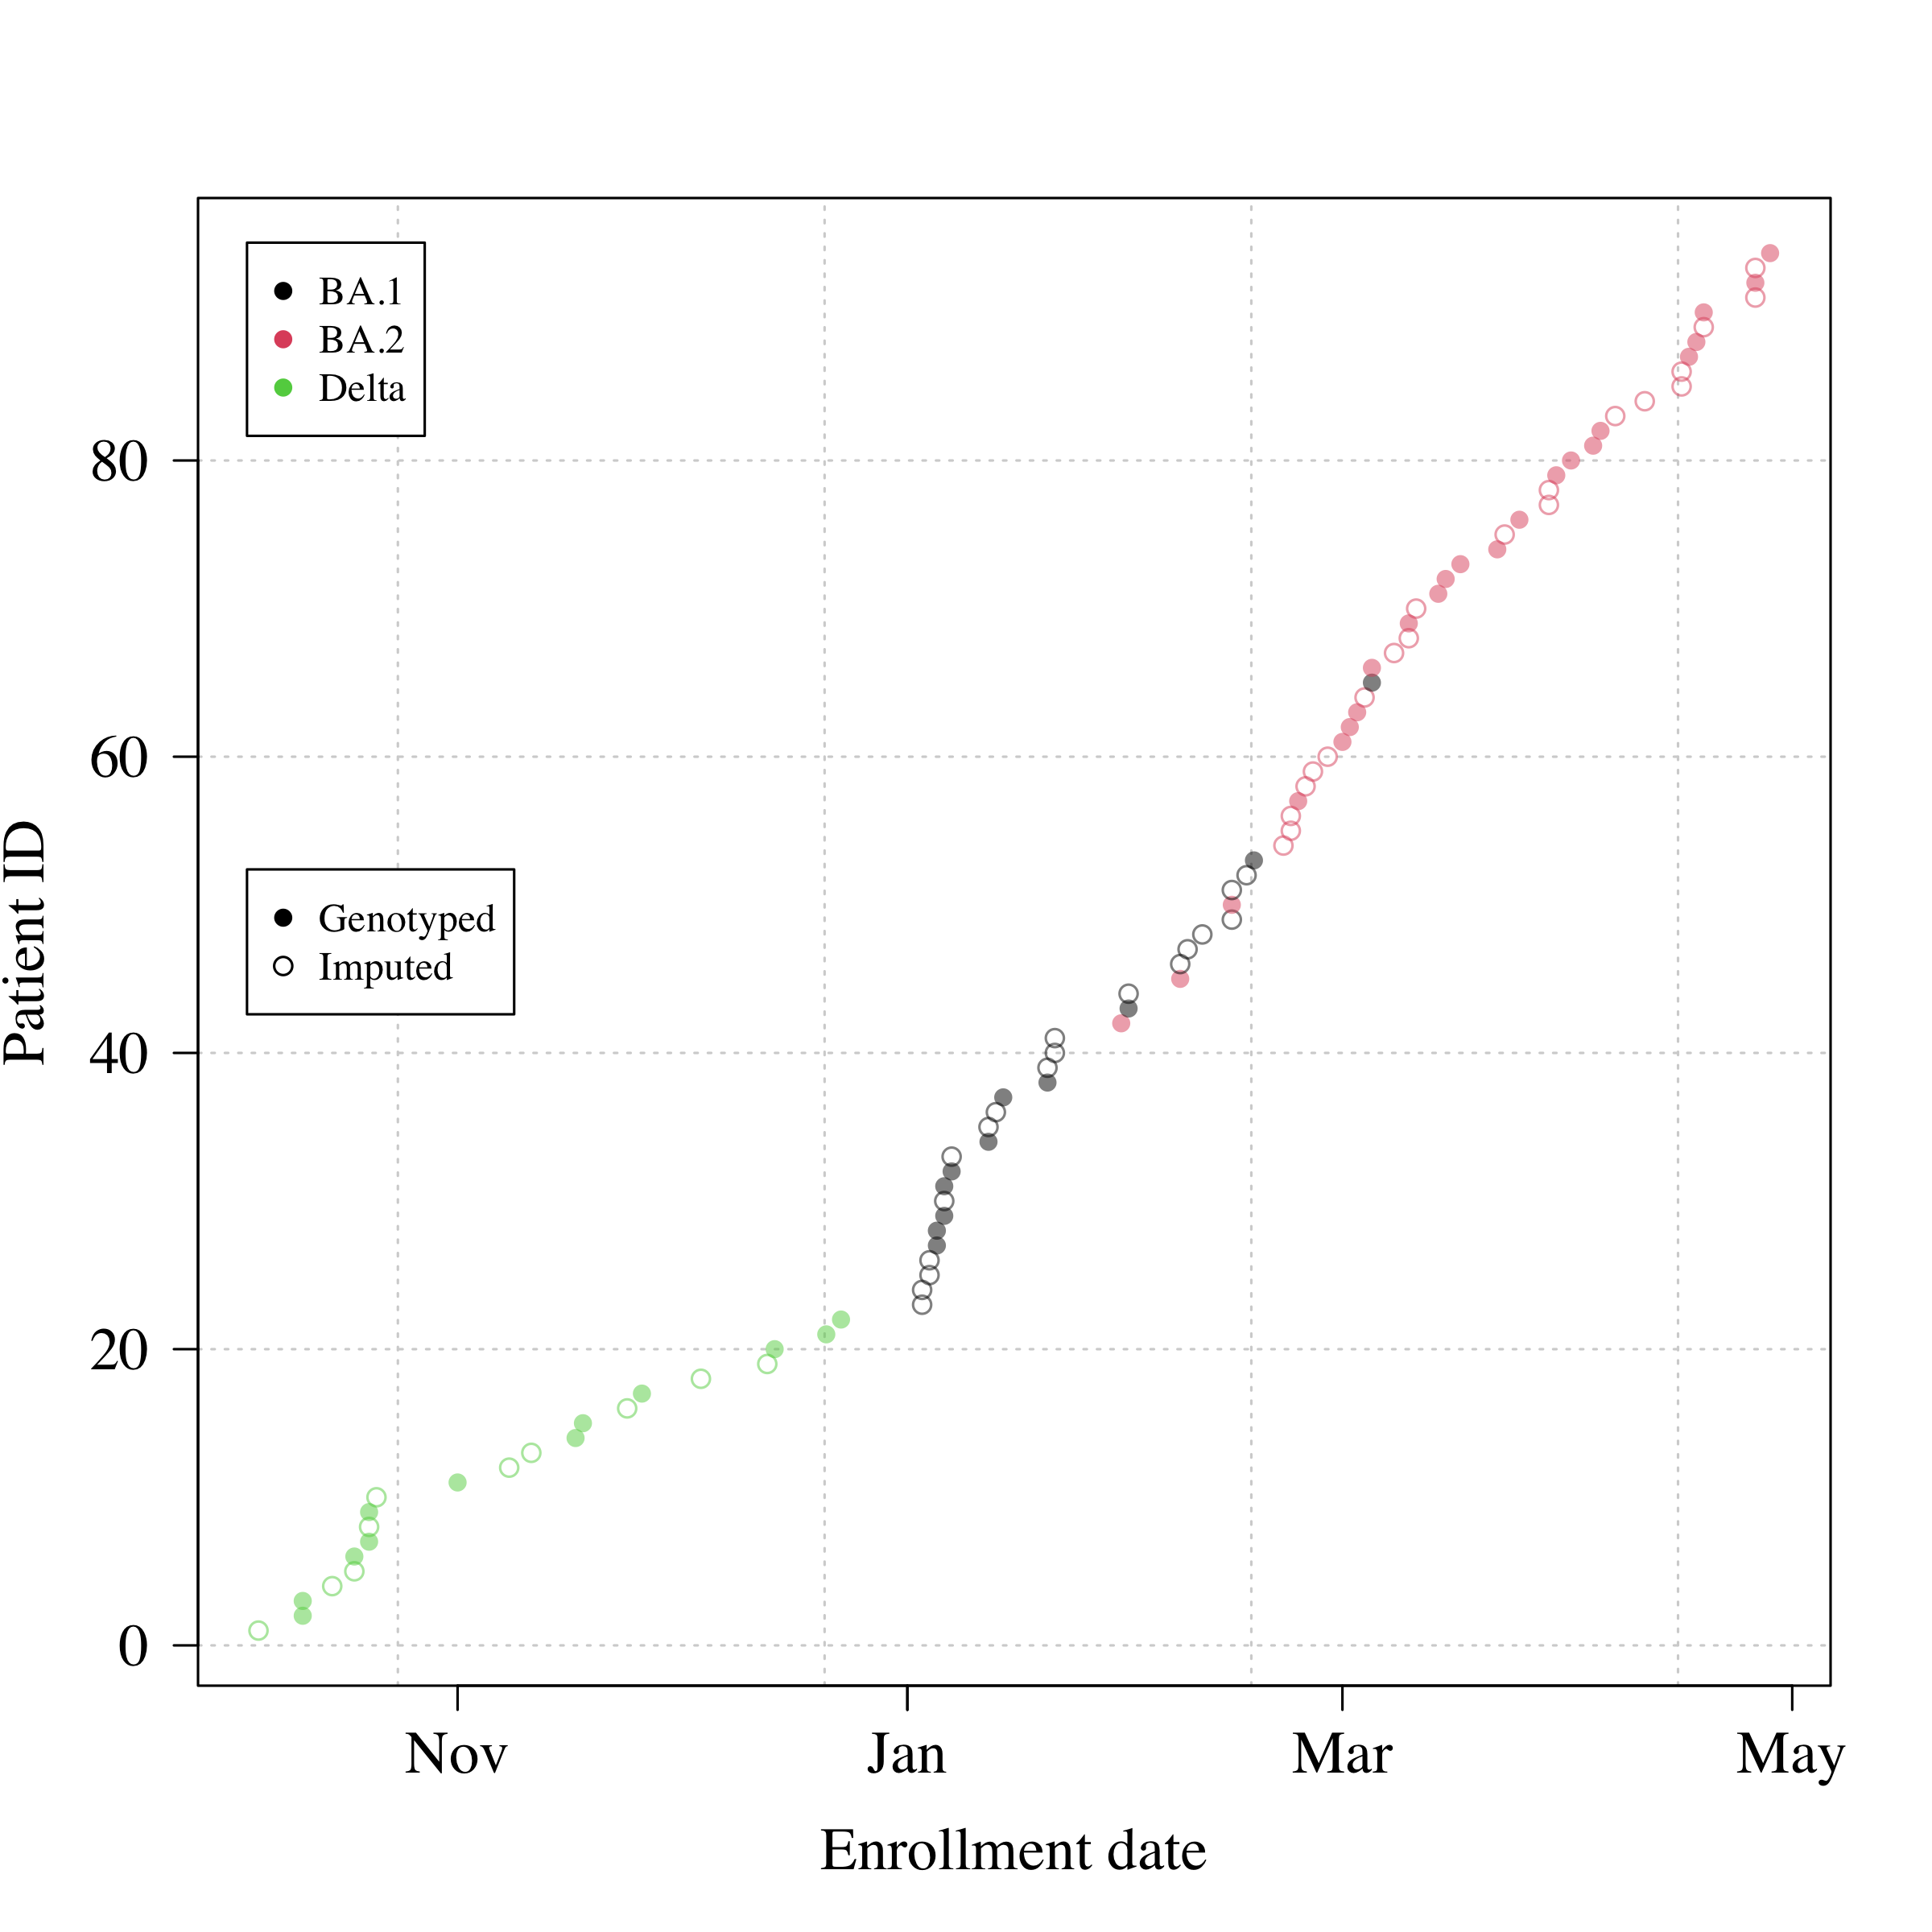 BA.1
BA.2
Delta
Genotyped
Imputed
Patient ID
80
60
40
20
0
Nov Jan Mar May
Enrollment date